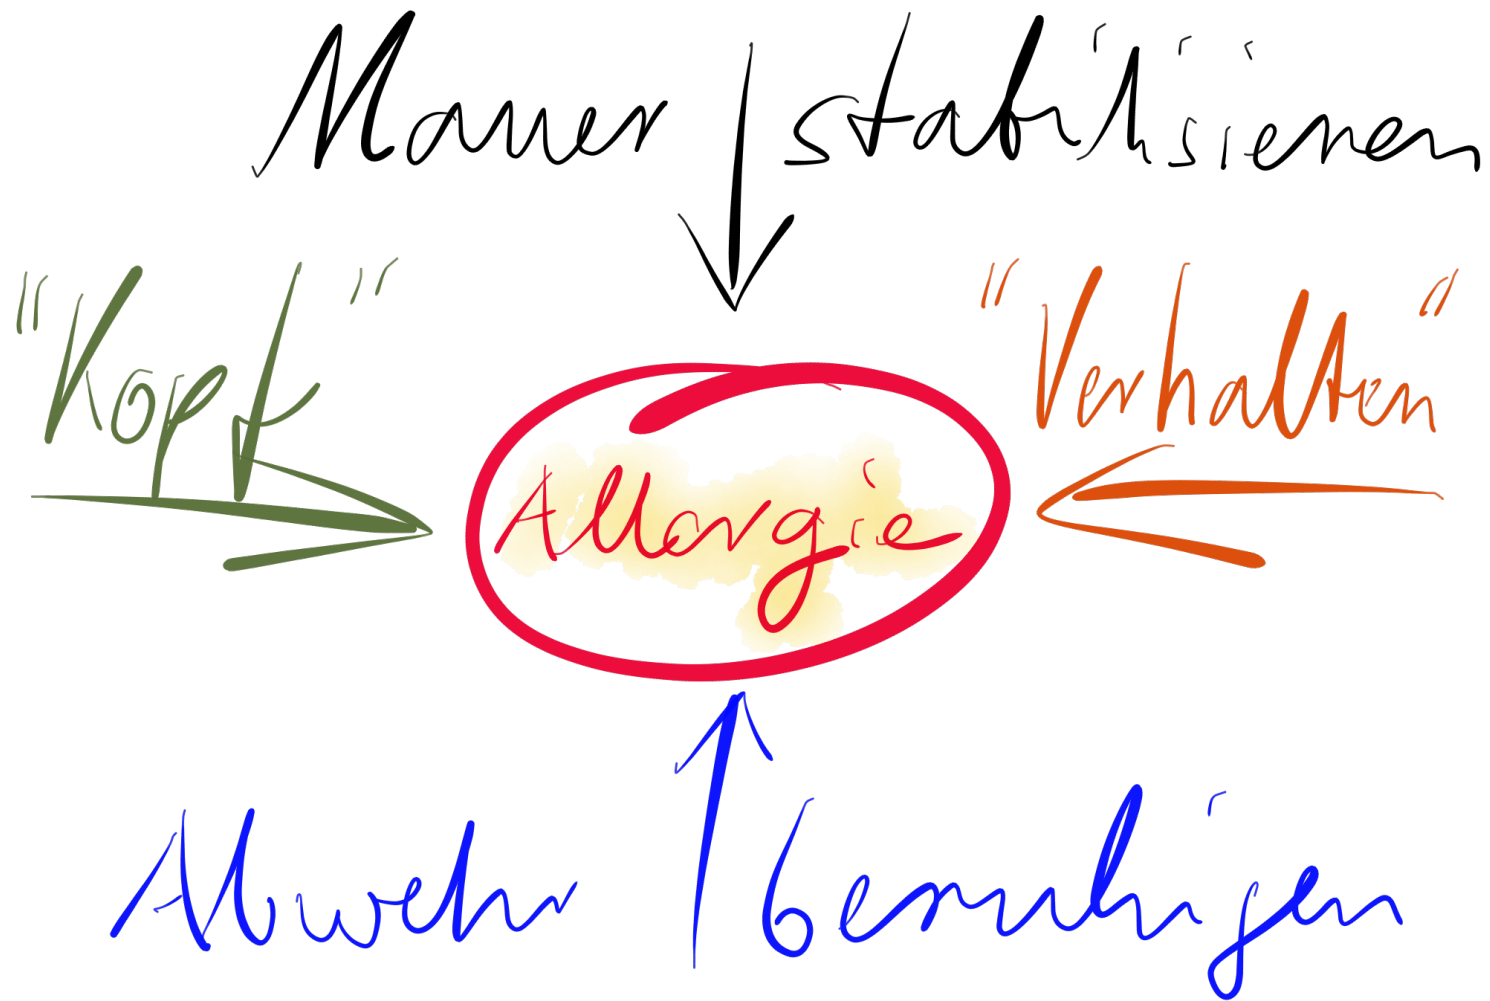 Mauer stabilisieren
"Kopf"
"Verhalten"
Allergie
Abwehr beruhigen